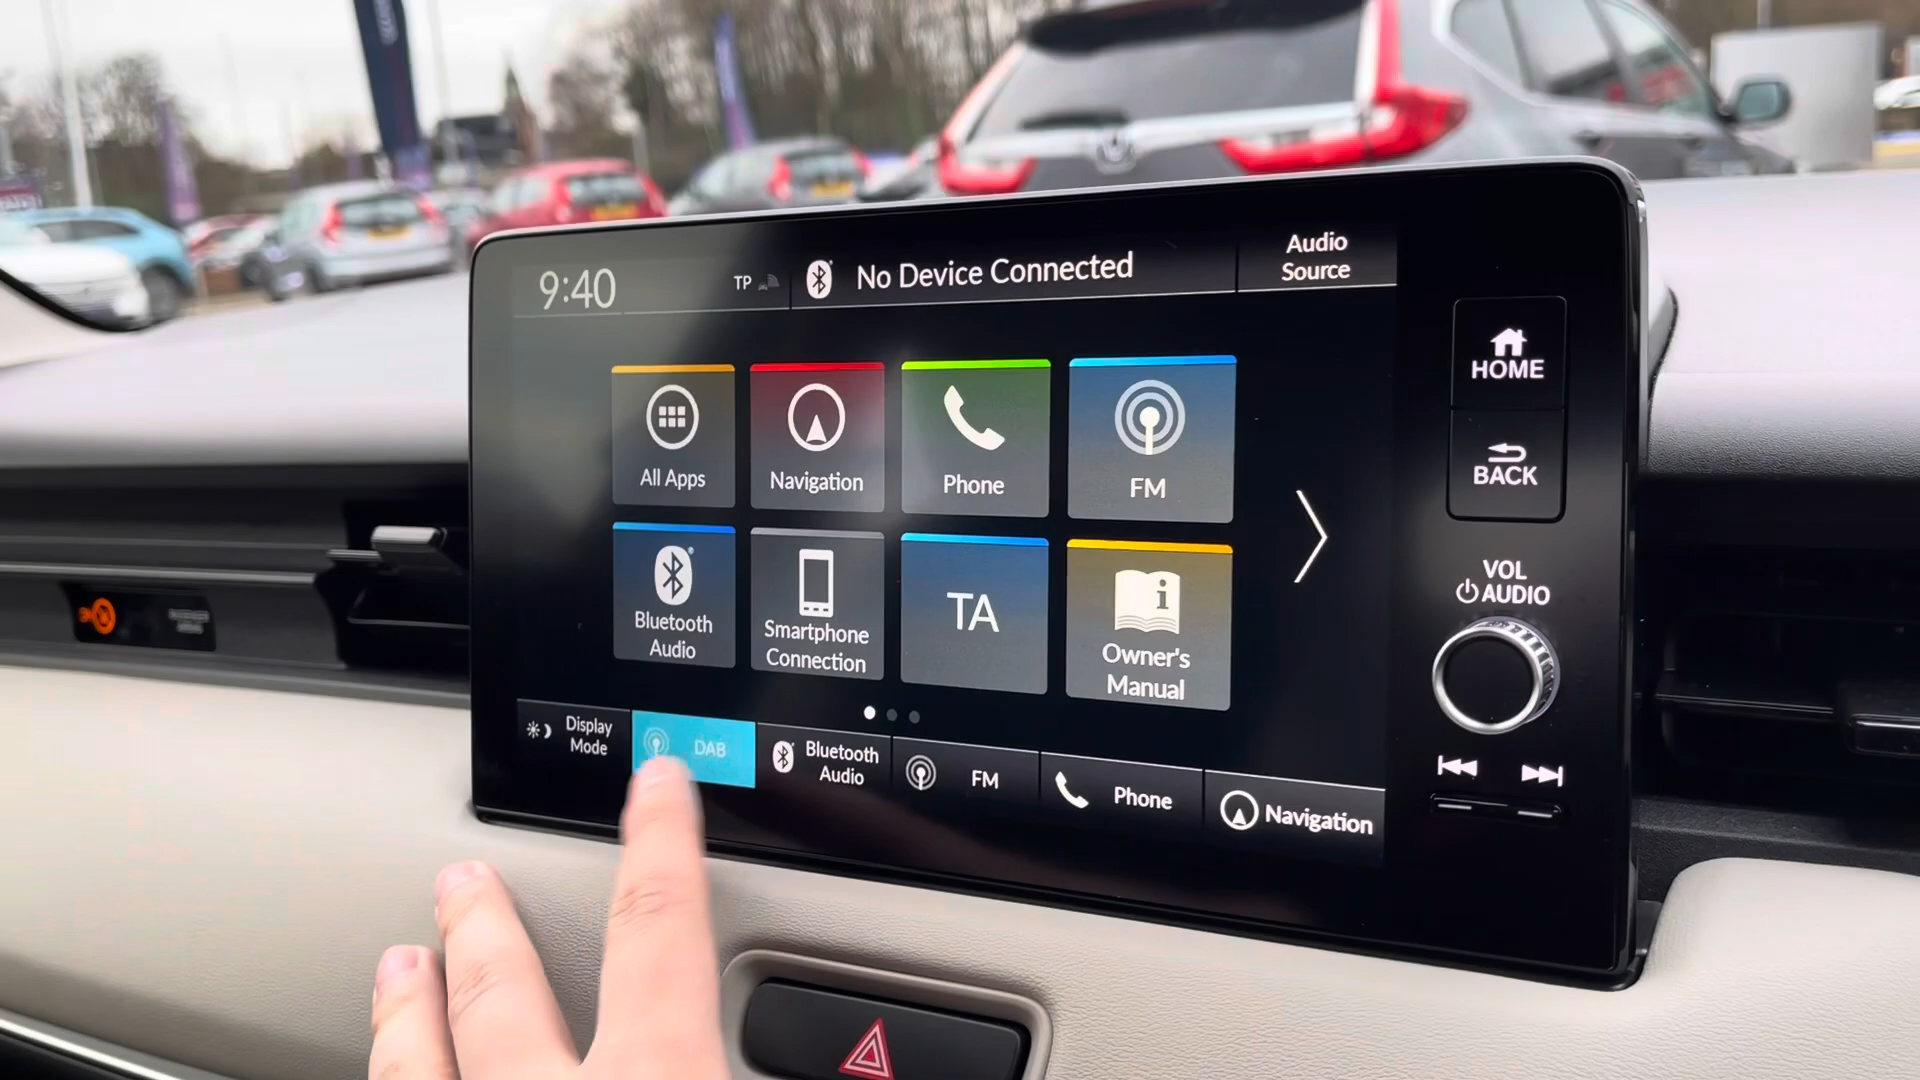 9:40
TP
No Device Connected
Audio
Source
All Apps
Navigation
Phone
FM
Bluetooth
Audio
Smartphone
Connection
TA
Owner's
Manual
Display
Mode
DAB
Bluetooth
Audio
FM
Phone
Navigation
HOME
BACK
VOL
AUDIO